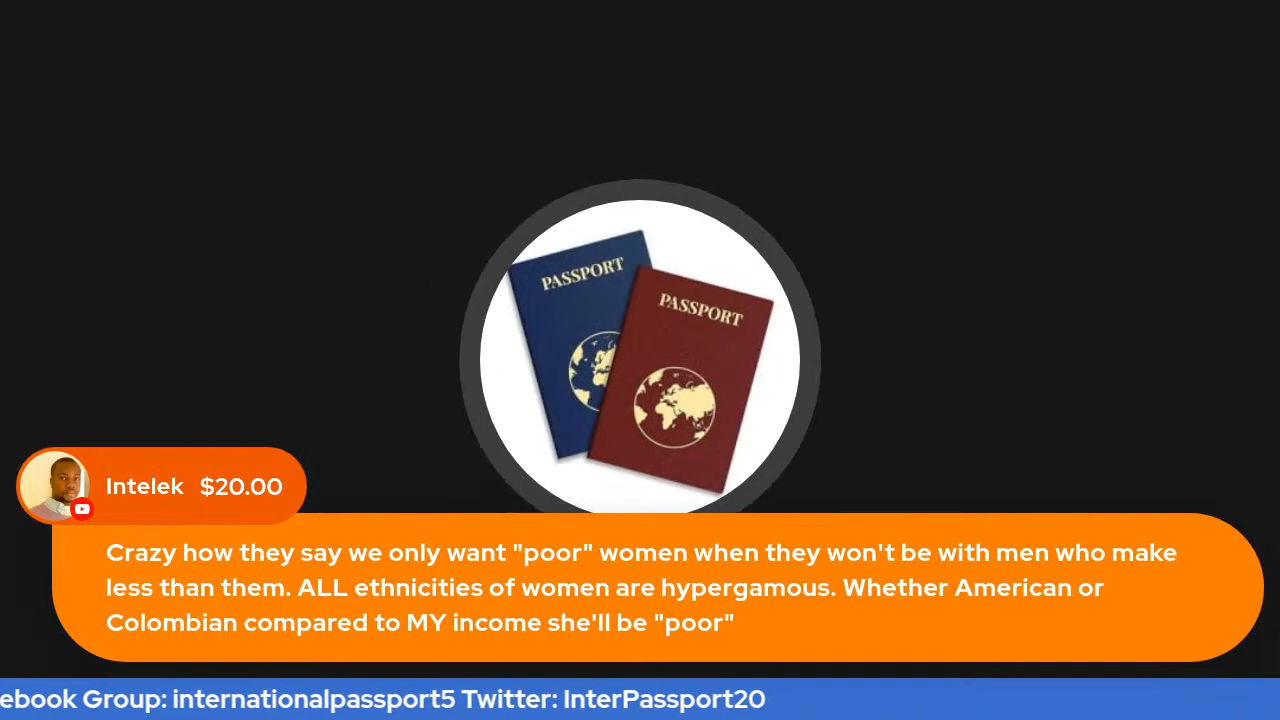 PASSPORT
PASSPORT
Intelek $20.00
Crazy how they say we only want "poor" women when they won't be with men who make
less than them. ALL ethnicities of women are hypergamous. Whether American or
Colombian compared to MY income she'll be "poor"
ebook Group: internationalpassport5 Twitter: InterPassport20